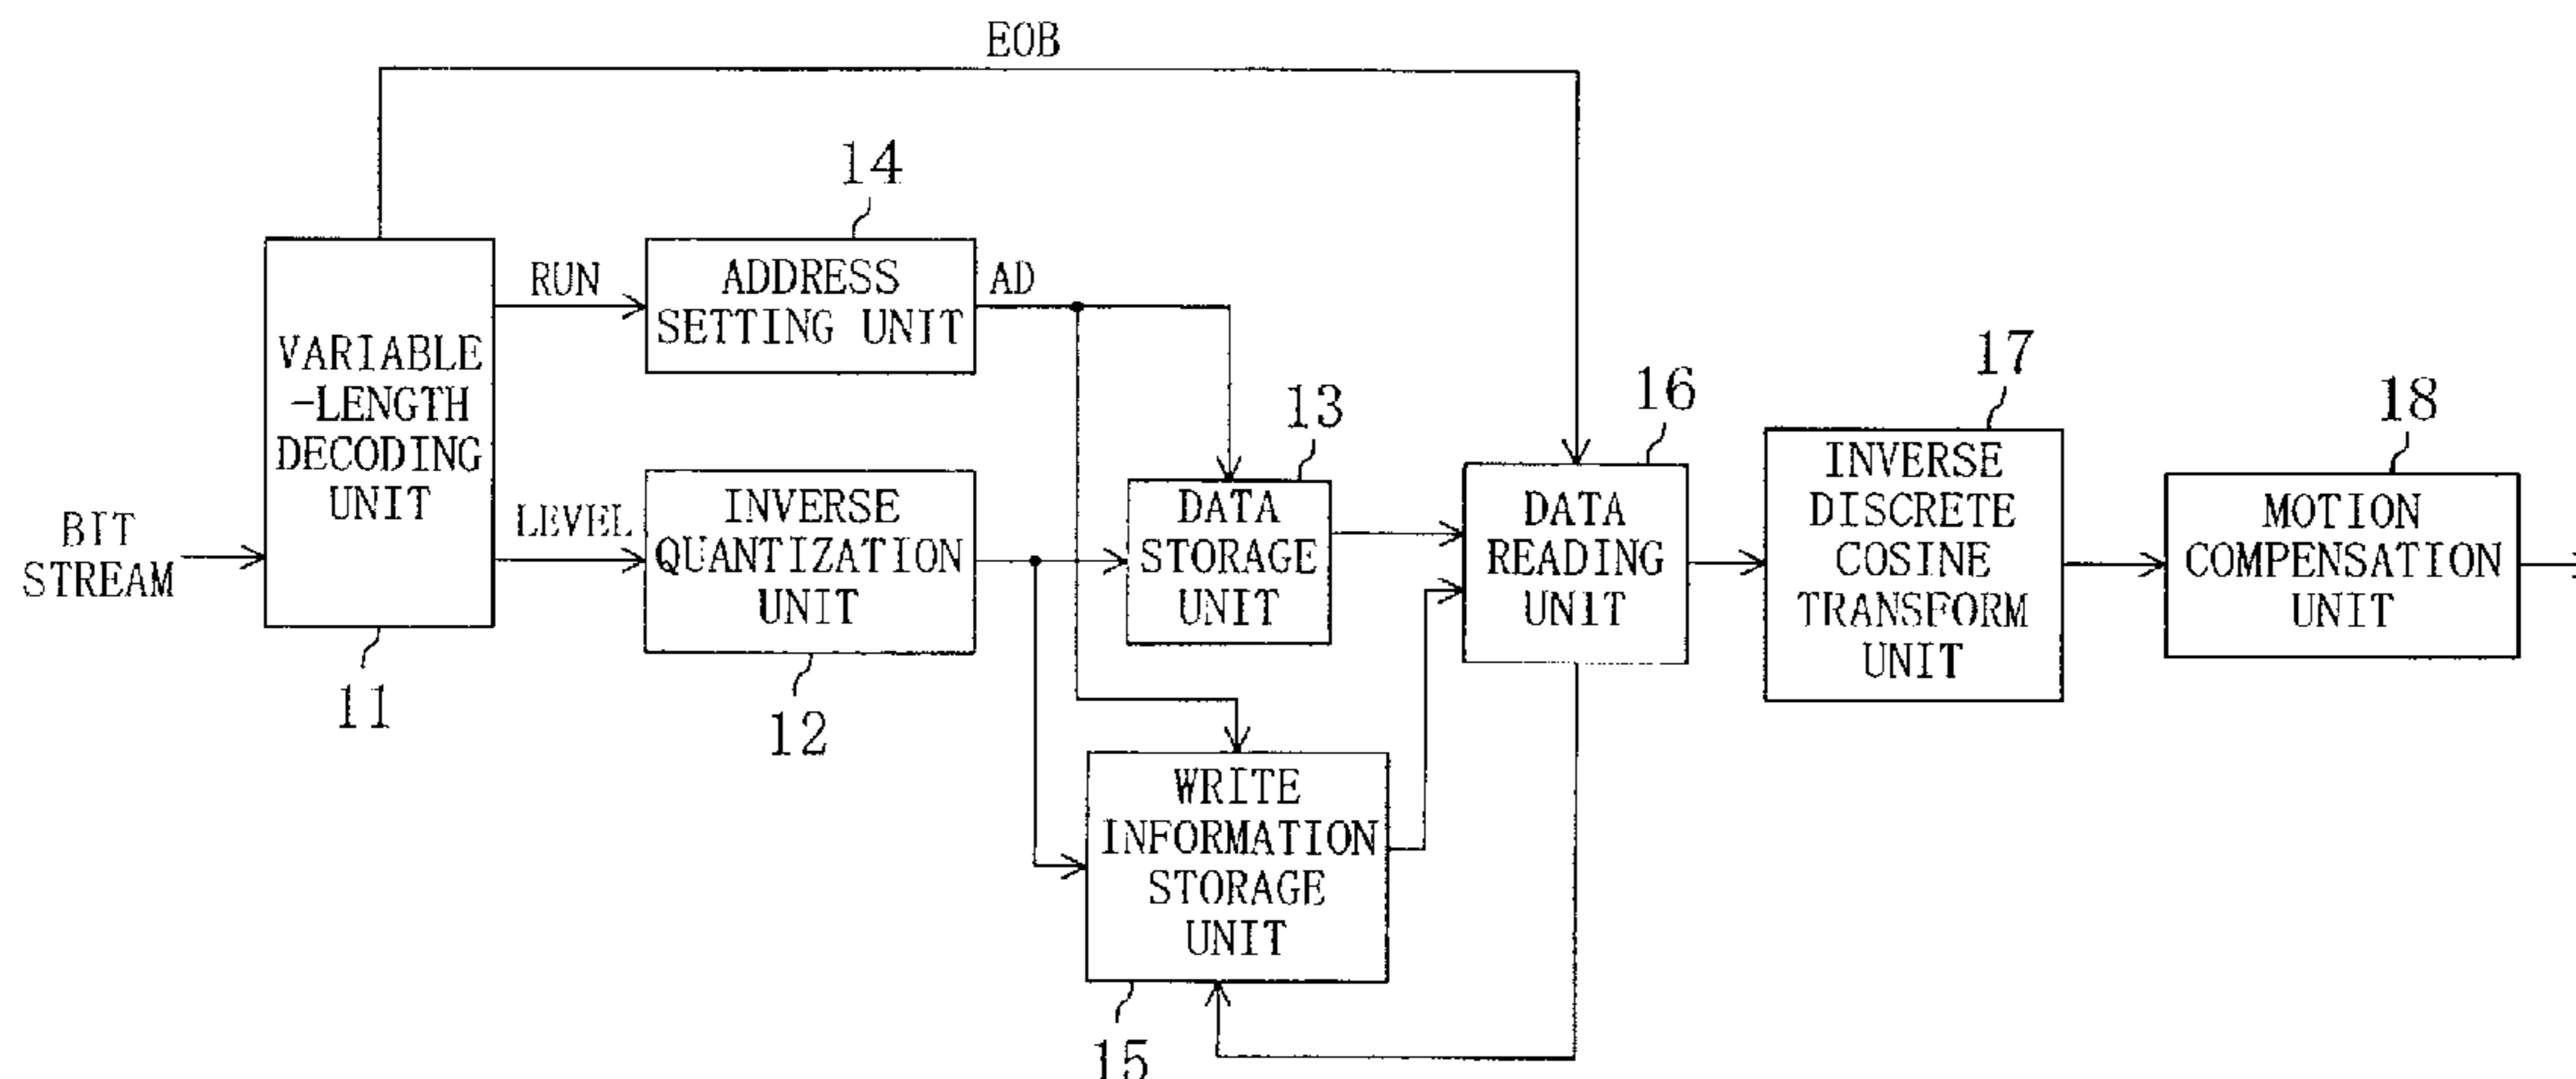 EOB
14
RUN
ADDRESS
SETTING UNIT
AD
VARIABLE
-LENGTH
DECODING
UNIT
BIT
STREAM
11
LEVEL
INVERSE
QUANTIZATION
UNIT
12
13
DATA
STORAGE
UNIT
WRITE
INFORMATION
STORAGE
UNIT
15
16
DATA
READING
UNIT
17
INVERSE
DISCRETE
COSINE
TRANSFORM
UNIT
18
MOTION
COMPENSATION
UNIT